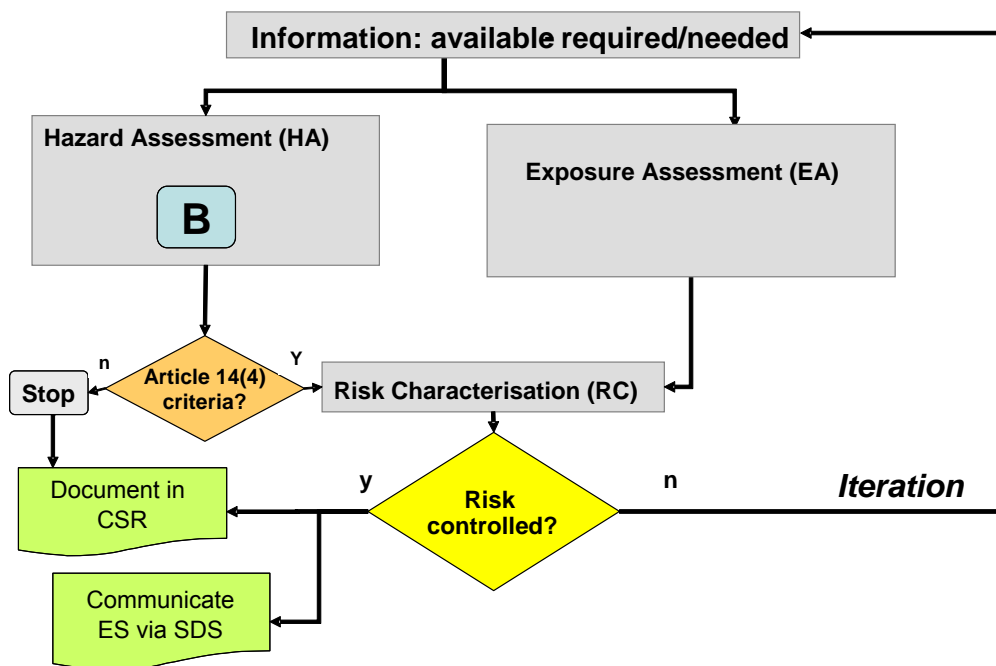 Information: available required/needed
Hazard Assessment (HA)
B
Exposure Assessment (EA)
n
Y
Article 14(4)
criteria?
Stop
Risk Characterisation (RC)
y
n
Iteration
Risk
controlled?
Document in
CSR
Communicate
ES via SDS